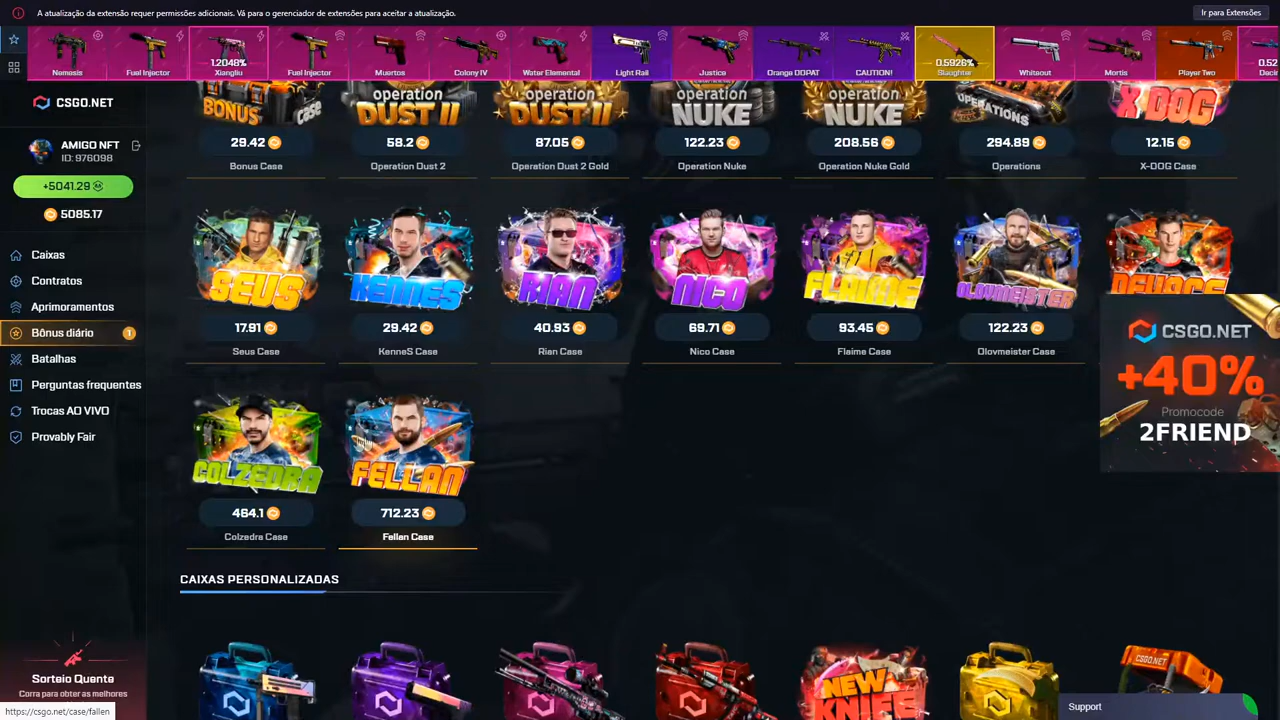 A atualização da extensão requer permissões adicionais. Vá para o gerenciador de extensões para aceitar a atualização.
Ir para Extensões
Nemesis
Fuel Injector
1.2048%
Xiangliu
Fuel Injector
Muertos
Colony IV
Water Elemental
Light Rail
Justice
Orange DDPAT
CAUTION!
0.5926%
Slaughter
Whiteout
Mortis
Player Two
0.52
CSGO.NET
AMIGO NFT
ID: 976098
+5041.29
5085.17
Caixas
Contratos
Aprimoramentos
Bônus diário
1
Batalhas
Perguntas frequentes
Trocas AO VIVO
Provably Fair
Sorteio Quente
Corra para obter as melhores
https://csgo.net/case/fallen
BONUS case
operation DUST II
operation DUST II
operation NUKE
operation NUKE
OPERATIONS
X-DOG
29.42
58.2
87.05
122.23
208.56
294.89
12.15
Bonus Case
Operation Dust 2
Operation Dust 2 Gold
Operation Nuke
Operation Nuke Gold
Operations
X-DOG Case
SEUS
KENNES
RIAN
NICO
FLAIME
OLOVMEISTER
17.91
29.42
40.93
69.71
93.45
122.23
Seus Case
KenneS Case
Rian Case
Nico Case
Flaime Case
Olovmeister Case
CSGO.NET
+40%
Promocode
2FRIEND
COLZEDRA
FELLAN
464.1
712.23
Colzedra Case
Fellan Case
CAIXAS PERSONALIZADAS
NEW KNIFE
CSGO.NET
Support